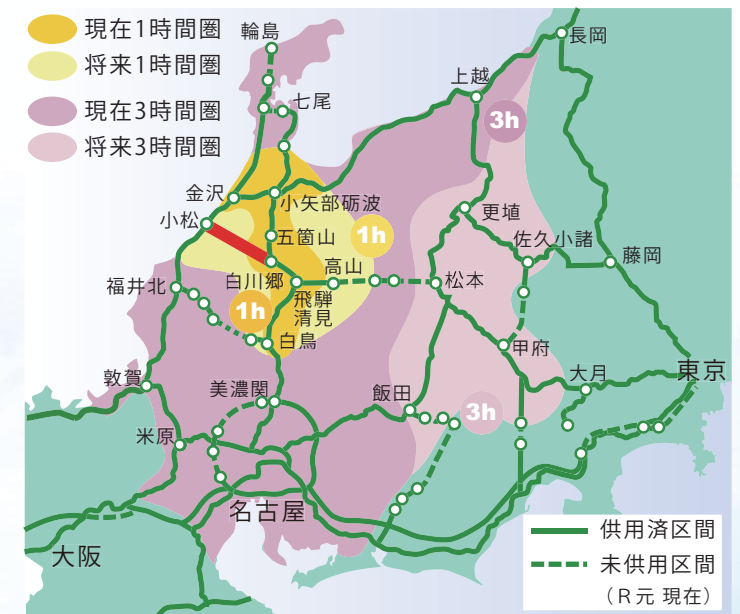 現在1時間圏
将来1時間圏
現在3時間圏
将来3時間圏
輪島
長岡
七尾
上越
3h
金沢
小矢部砺波
小松
更埴
五箇山
1h
佐久小諸
藤岡
高山
白川郷
松本
福井北
1h
飛騨
清見
白鳥
甲府
敦賀
美濃関
飯田
大月
東京
3h
米原
名古屋
大阪
供用済区間
未供用区間
（R元 現在）